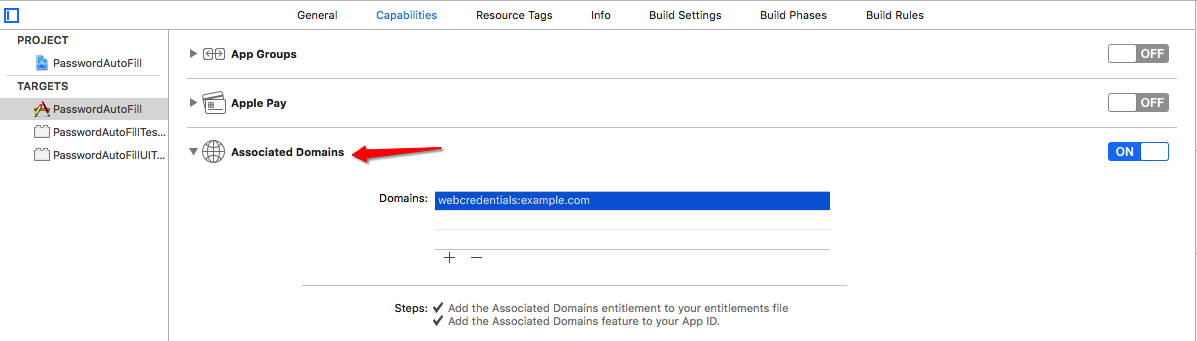 General Capabilities Resource Tags Info Build Settings Build Phases Build Rules
PROJECT
PasswordAutoFill
TARGETS
PasswordAutoFill
PasswordAutoFillTes...
PasswordAutoFillUIT...
App Groups OFF
Apple Pay OFF
Associated Domains ON
Domains: webcredentials:example.com
Steps: ✔ Add the Associated Domains entitlement to your entitlements file
✔ Add the Associated Domains feature to your App ID.